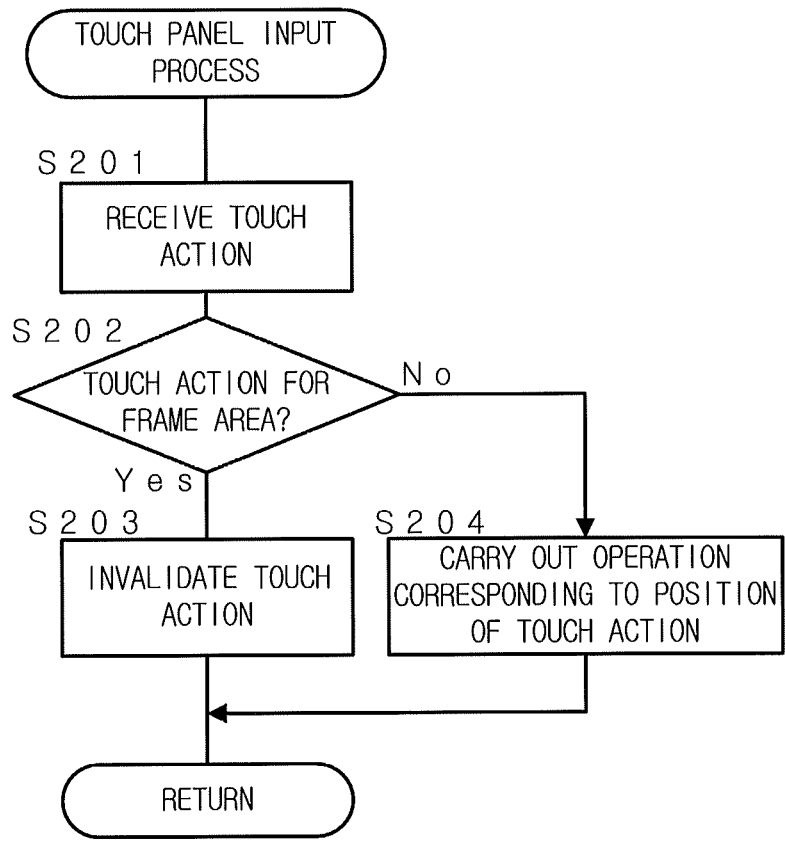 TOUCH PANEL INPUT
PROCESS
S201
RECEIVE TOUCH
ACTION
S202
TOUCH ACTION FOR
FRAME AREA?
No
Yes
S203
INVALIDATE TOUCH
ACTION
S204
CARRY OUT OPERATION
CORRESPONDING TO POSITION
OF TOUCH ACTION
RETURN